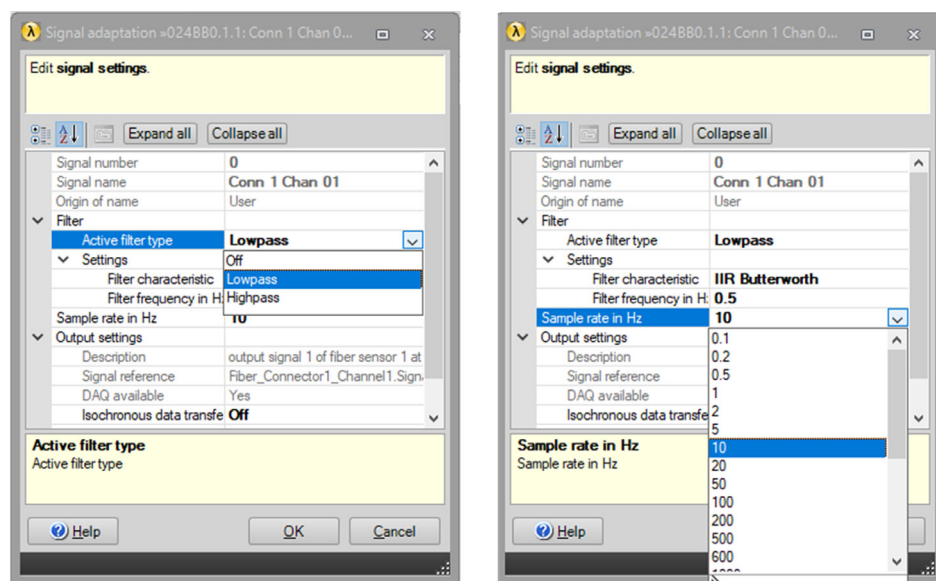 Signal adaptation »024BB0.1.1: Conn 1 Chan 0...
Edit signal settings.
Expand all Collapse all
Signal number 0
Signal name Conn 1 Chan 01
Origin of name User
Filter
Active filter type Lowpass
Settings Off
Filter characteristic Lowpass
Filter frequency in H: Highpass
Sample rate in Hz 10
Output settings
Description output signal 1 of fiber sensor 1 at
Signal reference Fiber_Connector1_Channel1.Sign
DAQ available Yes
Isochronous data transfe Off
Active filter type
Active filter type
Help OK Cancel
Signal adaptation »024BB0.1.1: Conn 1 Chan 0...
Edit signal settings.
Expand all Collapse all
Signal number 0
Signal name Conn 1 Chan 01
Origin of name User
Filter
Active filter type Lowpass
Settings
Filter characteristic IIR Butterworth
Filter frequency in H: 0.5
Sample rate in Hz 10
Output settings 0.1
Description 0.2
Signal reference 0.5
DAQ available 1
Isochronous data transfe 2
5
Sample rate in Hz 10
Sample rate in Hz 20
50
100
200
Help 500
600